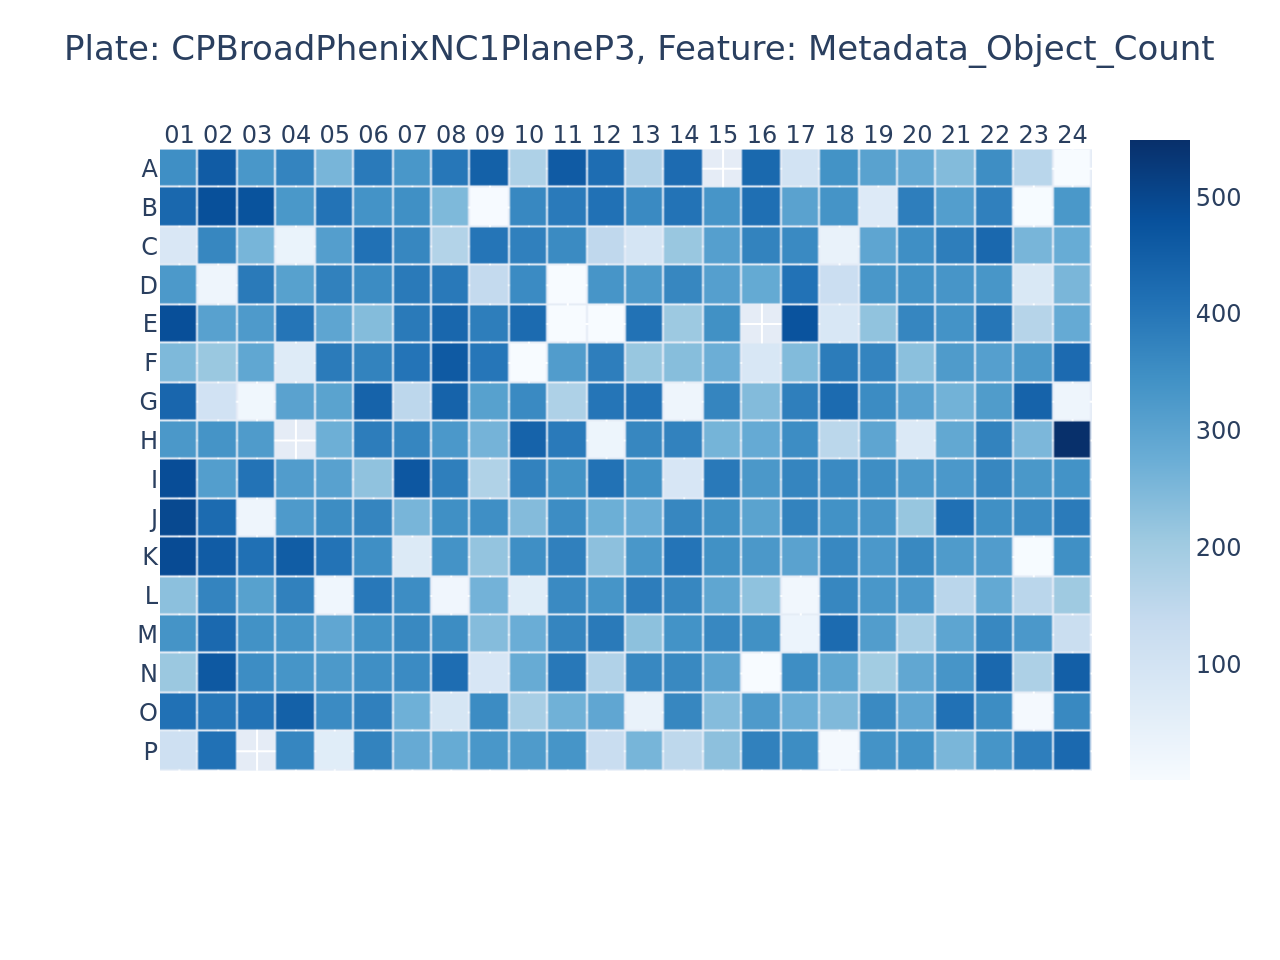 Plate: CPBroadPhenixNC1PlaneP3, Feature: Metadata_Object_Count
01 02 03 04 05 06 07 08 09 10 11 12 13 14 15 16 17 18 19 20 21 22 23 24
A
B
500
C
D
E
400
F
G
H
300
I
J
K
200
L
M
N
100
O
P